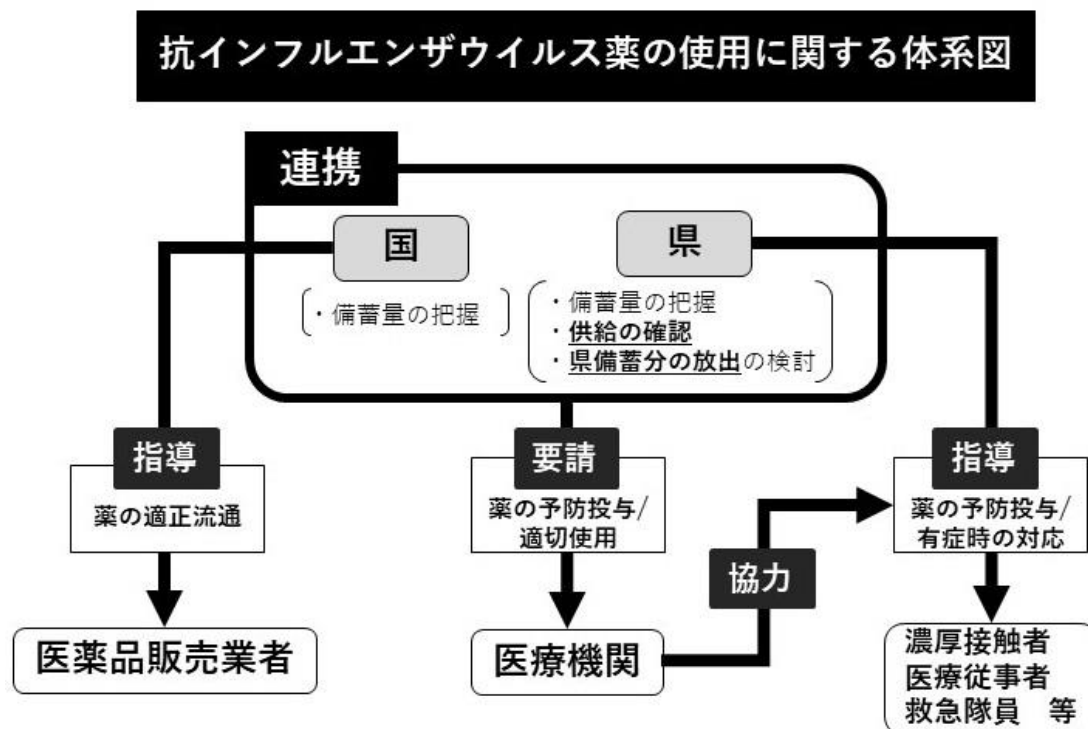 抗インフルエンザウイルス薬の使用に関する体系図
連携
国
・備蓄量の把握
県
・備蓄量の把握
・供給の確認
・県備蓄分の放出の検討
指導
薬の適正流通
医薬品販売業者
要請
薬の予防投与/
適切使用
医療機関
協力
指導
薬の予防投与/
有症時の対応
濃厚接触者
医療従事者
救急隊員　等